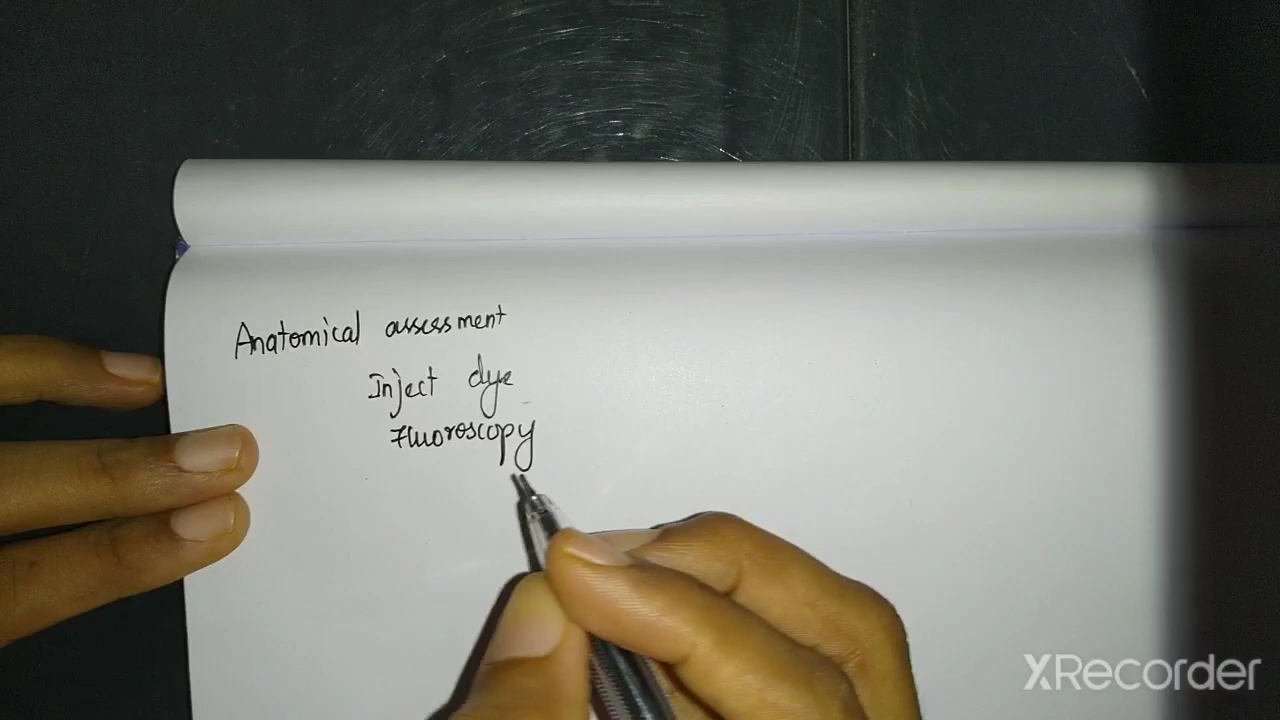 Anatomical assessment
Inject dye
Fluoroscopy
XRecorder